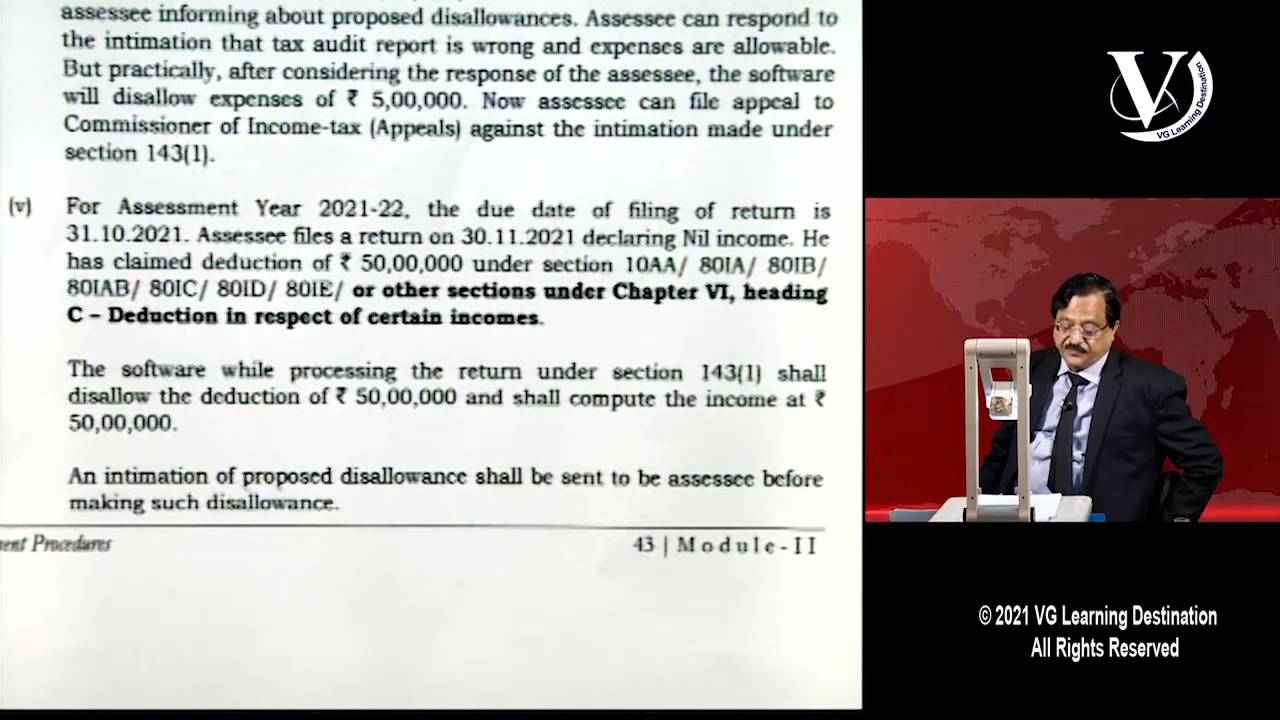 assessee informing about proposed disallowances. Assessee can respond to
the intimation that tax audit report is wrong and expenses are allowable.
But practically, after considering the response of the assessee, the software
will disallow expenses of ₹ 5,00,000. Now assessee can file appeal to
Commissioner of Income-tax (Appeals) against the intimation made under
section 143(1).
(v) For Assessment Year 2021-22, the due date of filing of return is
31.10.2021. Assessee files a return on 30.11.2021 declaring Nil income. He
has claimed deduction of ₹ 50,00,000 under section 10AA/ 80IA/ 80IB/
80IAB/ 80IC/ 80ID/ 80IE/ or other sections under Chapter VI, heading
C – Deduction in respect of certain incomes.
The software while processing the return under section 143(1) shall
disallow the deduction of ₹ 50,00,000 and shall compute the income at ₹
50,00,000.
An intimation of proposed disallowance shall be sent to be assessee before
making such disallowance.
ent Procedures
43 | Module-II
V
VG Learning Destination
© 2021 VG Learning Destination
All Rights Reserved